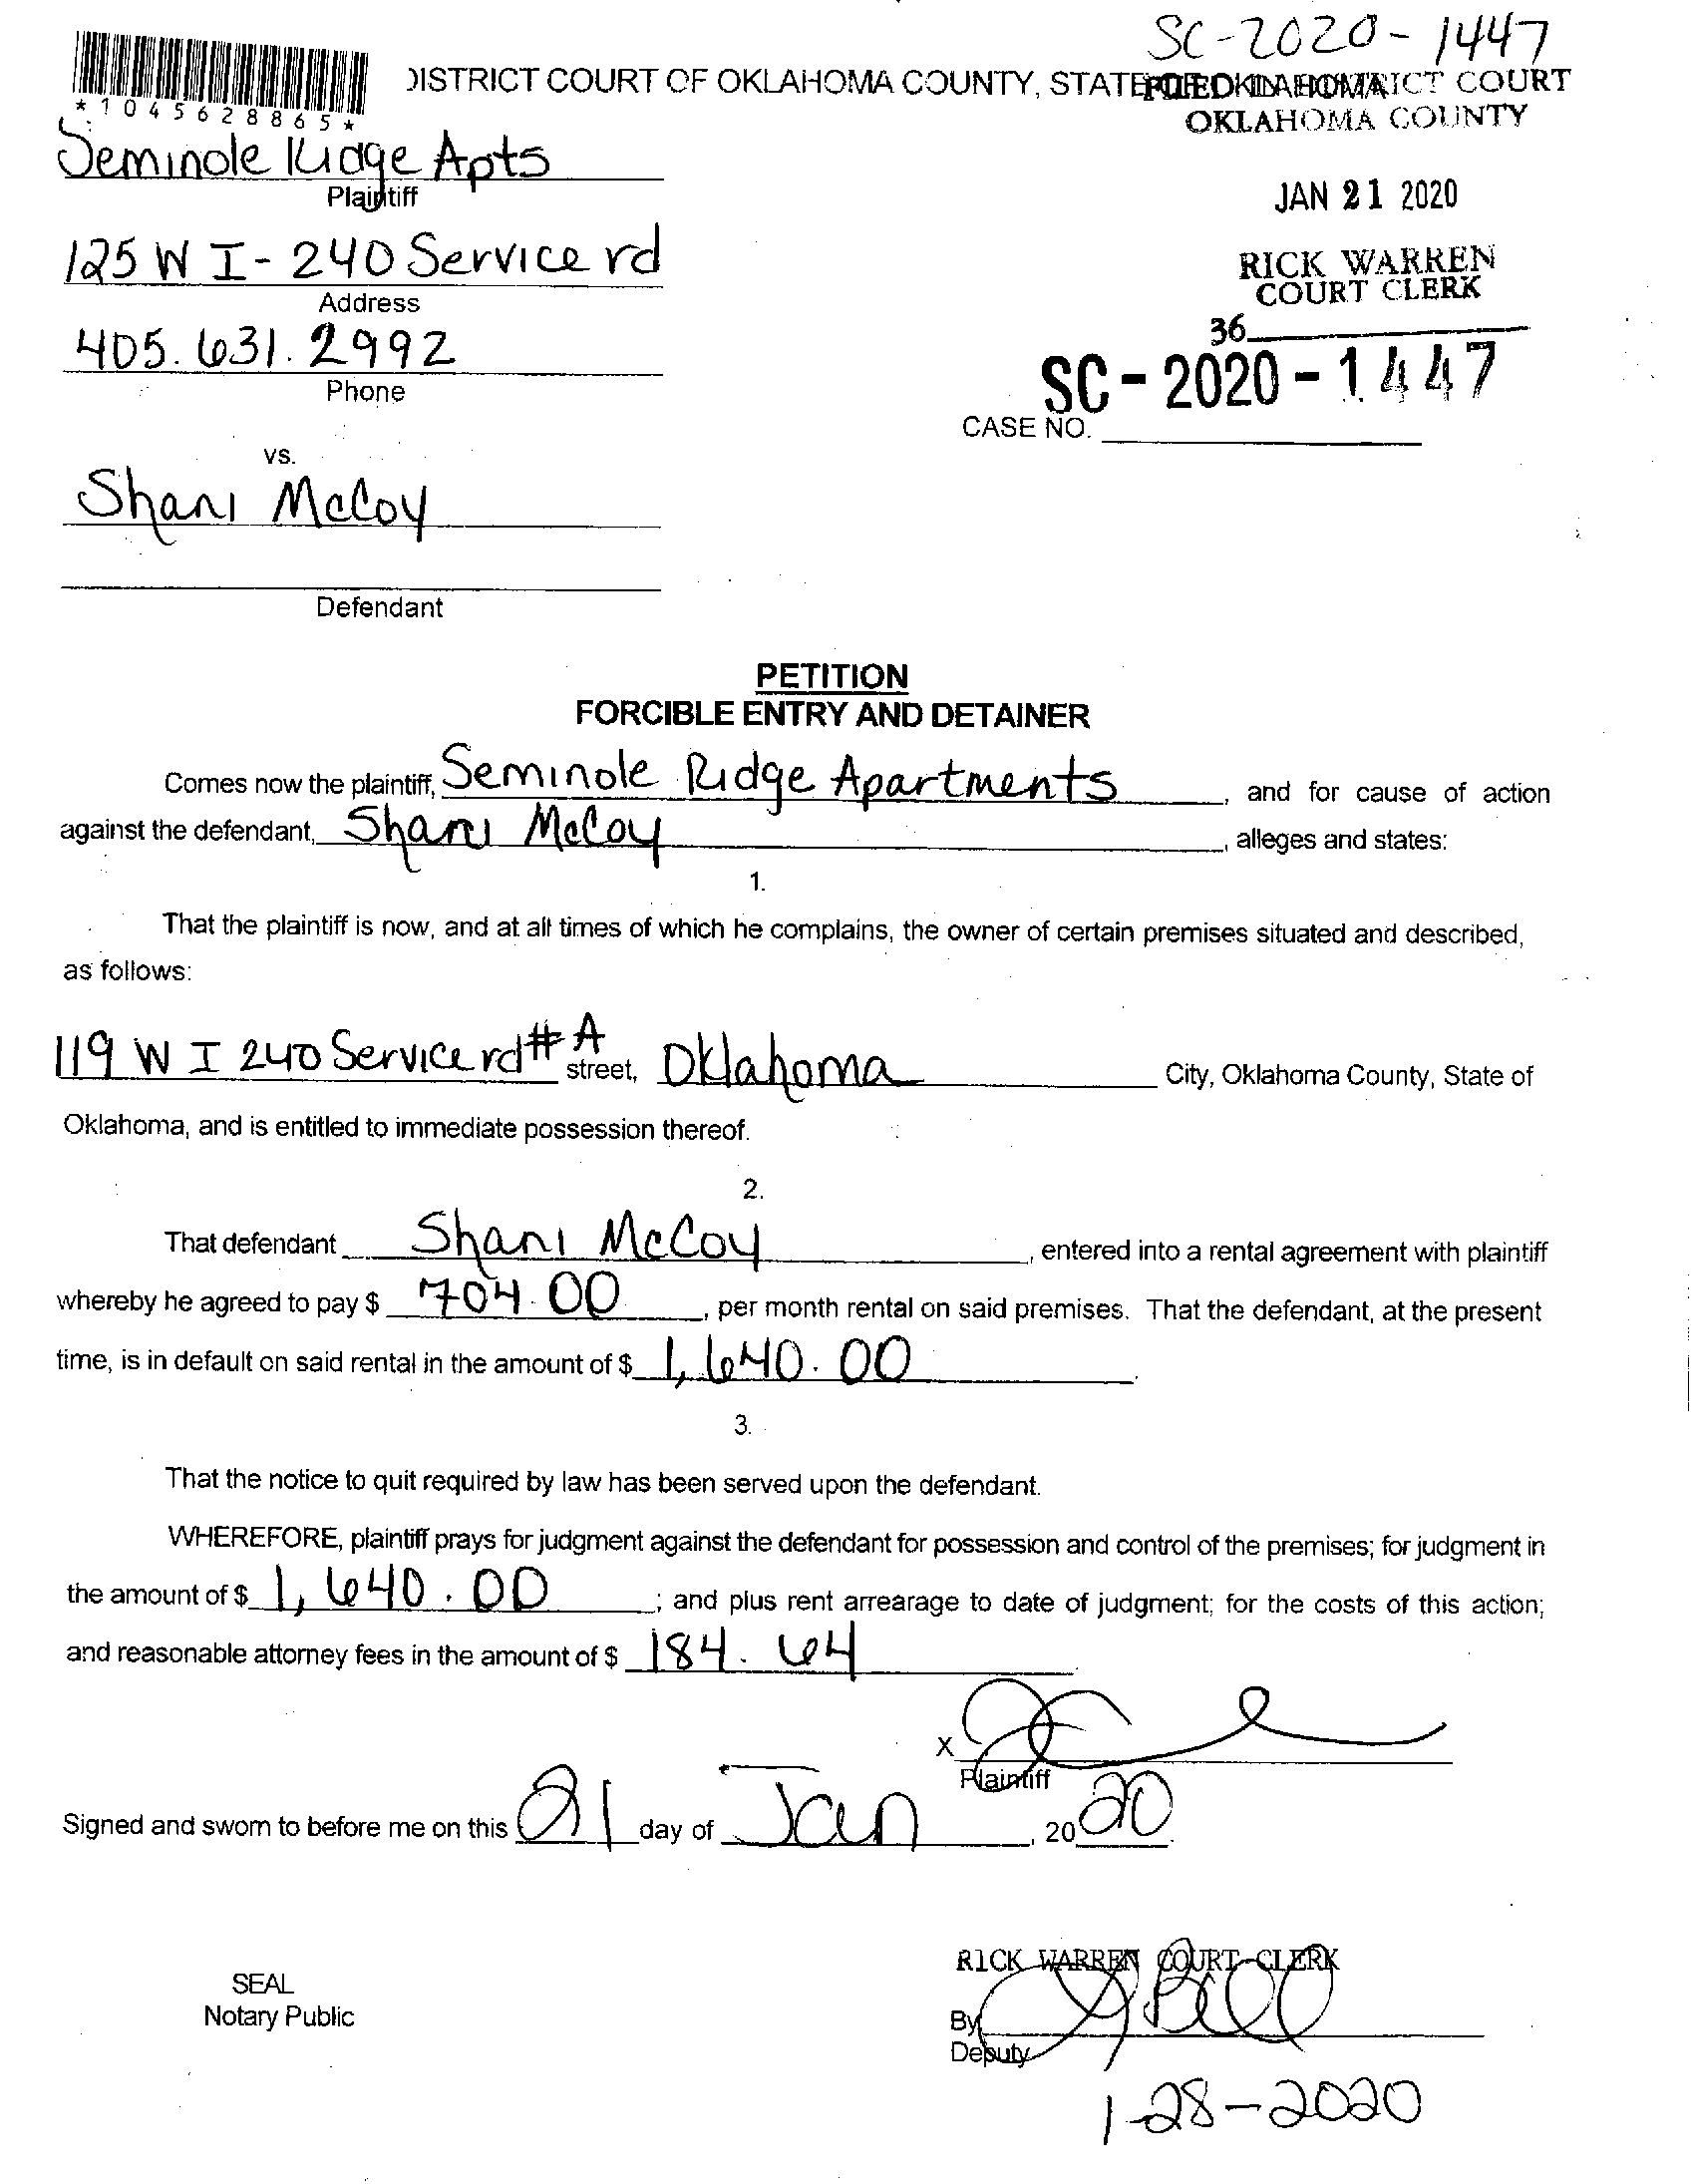 SC-2020-1447
DISTRICT COURT OF OKLAHOMA COUNTY, STATE OF OKLAHOMA
FILED IN DISTRICT COURT
OKLAHOMA COUNTY
*1045628865*
Seminole Ridge Apts
Plaintiff
JAN 21 2020
125 W I-240 Service rd
Address
RICK WARREN
COURT CLERK
405.631.2992
Phone
36
SC-2020-1447
CASE NO.
vs.
Shani McCoy
Defendant
PETITION
FORCIBLE ENTRY AND DETAINER
Comes now the plaintiff, Seminole Ridge Apartments, and for cause of action
against the defendant, Shani McCoy, alleges and states:
1.
That the plaintiff is now, and at all times of which he complains, the owner of certain premises situated and described,
as follows:
119 W I 240 Service rd # A street, Oklahoma City, Oklahoma County, State of
Oklahoma, and is entitled to immediate possession thereof.
2.
That defendant Shani McCoy, entered into a rental agreement with plaintiff
whereby he agreed to pay $ 704.00, per month rental on said premises. That the defendant, at the present
time, is in default on said rental in the amount of $ 1,640.00.
3.
That the notice to quit required by law has been served upon the defendant.
WHEREFORE, plaintiff prays for judgment against the defendant for possession and control of the premises; for judgment in
the amount of $ 1,640.00; and plus rent arrearage to date of judgment; for the costs of this action;
and reasonable attorney fees in the amount of $ 184.64
X
Plaintiff
Signed and sworn to before me on this 21 day of Jan, 2020.
RICK WARREN COURT CLERK
SEAL
Notary Public
By
Deputy
1-28-2020